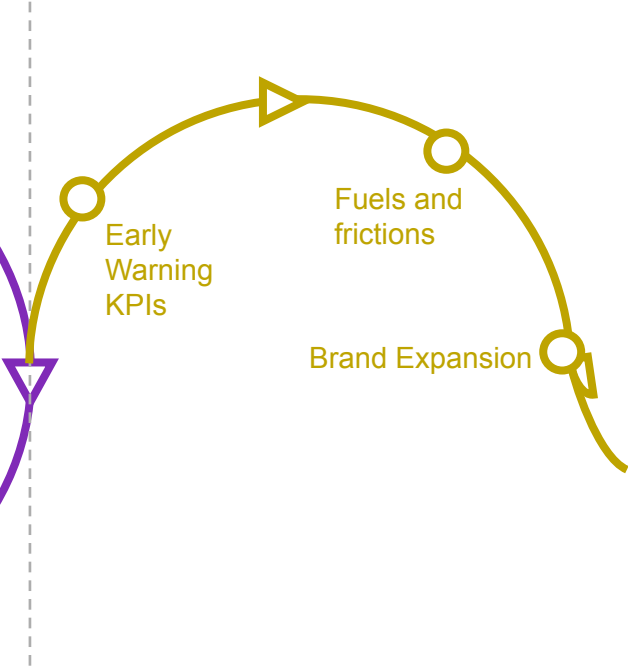 Early
Warning
KPIs
Fuels and
frictions
Brand Expansion